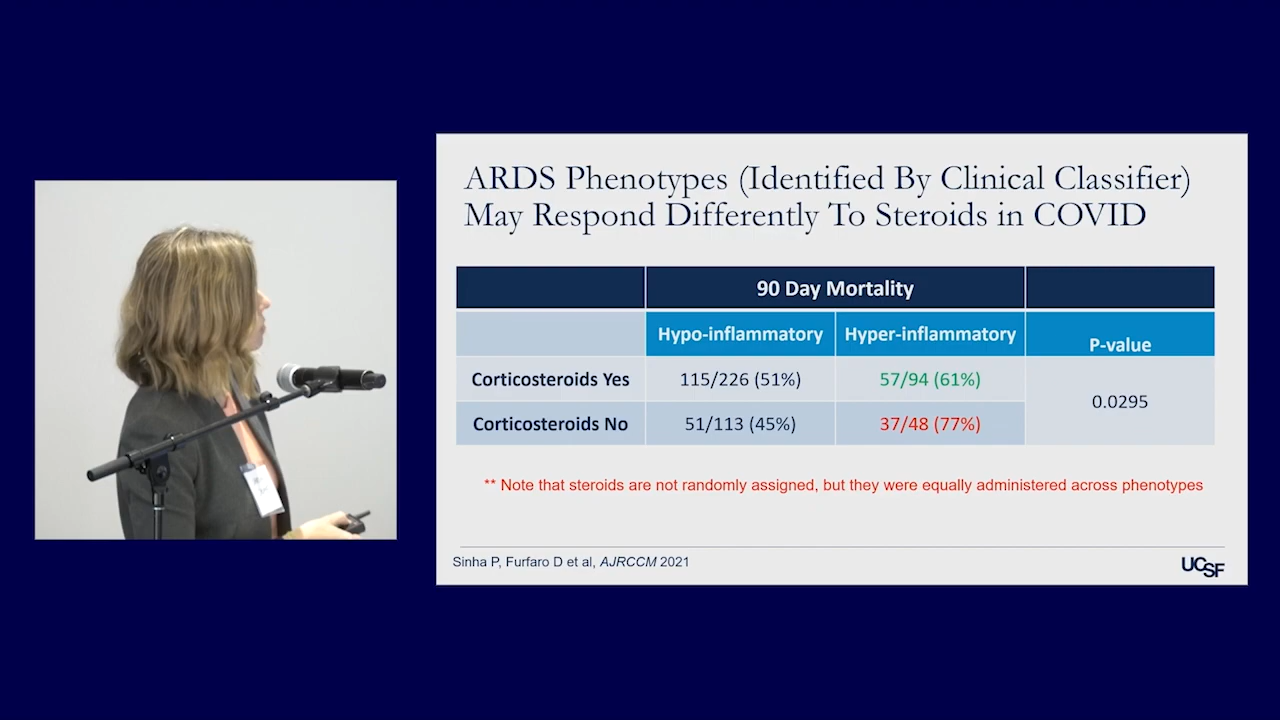 ARDS Phenotypes (Identified By Clinical Classifier)
May Respond Differently To Steroids in COVID
90 Day Mortality
Hypo-inflammatory Hyper-inflammatory P-value
Corticosteroids Yes 115/226 (51%) 57/94 (61%) 0.0295
Corticosteroids No 51/113 (45%) 37/48 (77%)
** Note that steroids are not randomly assigned, but they were equally administered across phenotypes
Sinha P, Furfaro D et al, AJRCCM 2021
UCSF